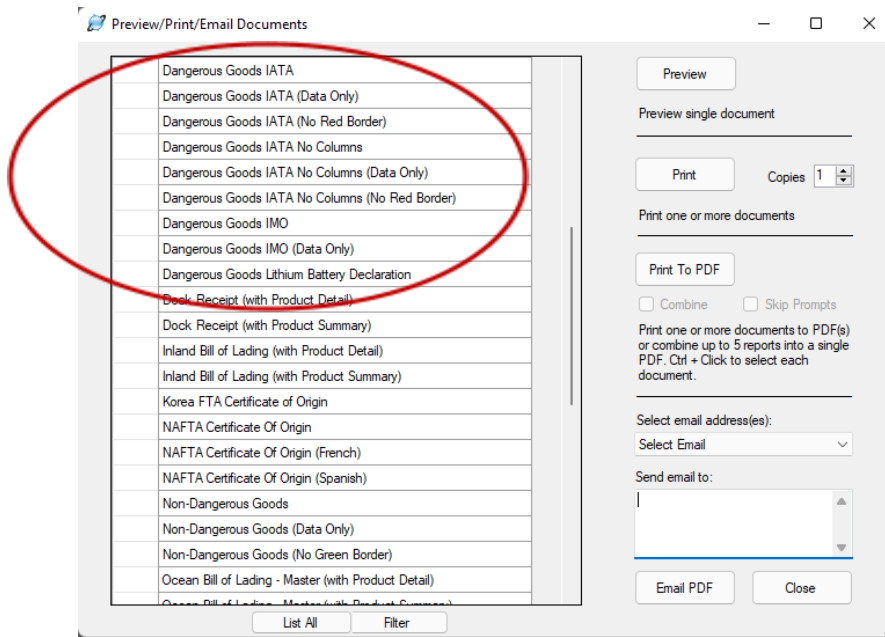 Preview/Print/Email Documents
Dangerous Goods IATA
Dangerous Goods IATA (Data Only)
Dangerous Goods IATA (No Red Border)
Dangerous Goods IATA No Columns
Dangerous Goods IATA No Columns (Data Only)
Dangerous Goods IATA No Columns (No Red Border)
Dangerous Goods IMO
Dangerous Goods IMO (Data Only)
Dangerous Goods Lithium Battery Declaration
Dock Receipt (with Product Detail)
Dock Receipt (with Product Summary)
Inland Bill of Lading (with Product Detail)
Inland Bill of Lading (with Product Summary)
Korea FTA Certificate of Origin
NAFTA Certificate Of Origin
NAFTA Certificate Of Origin (French)
NAFTA Certificate Of Origin (Spanish)
Non-Dangerous Goods
Non-Dangerous Goods (Data Only)
Non-Dangerous Goods (No Green Border)
Ocean Bill of Lading - Master (with Product Detail)
Ocean Bill of Lading - Master (with Product Summary)
List All
Filter
Preview
Preview single document
Print
Copies 1
Print one or more documents
Print To PDF
Combine
Skip Prompts
Print one or more documents to PDF(s)
or combine up to 5 reports into a single
PDF. Ctrl + Click to select each
document.
Select email address(es):
Select Email
Send email to:
Email PDF
Close